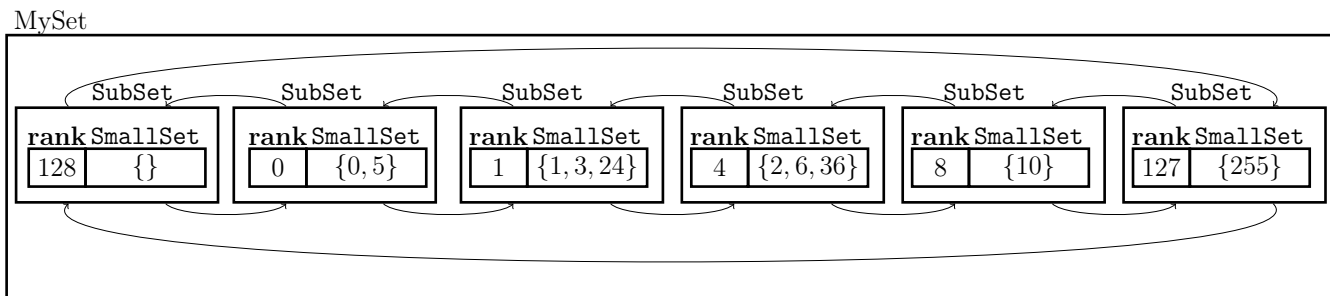 MySet
SubSet SubSet SubSet SubSet SubSet SubSet
rank SmallSet rank SmallSet rank SmallSet rank SmallSet rank SmallSet rank SmallSet
128 {} 0 {0, 5} 1 {1, 3, 24} 4 {2, 6, 36} 8 {10} 127 {255}